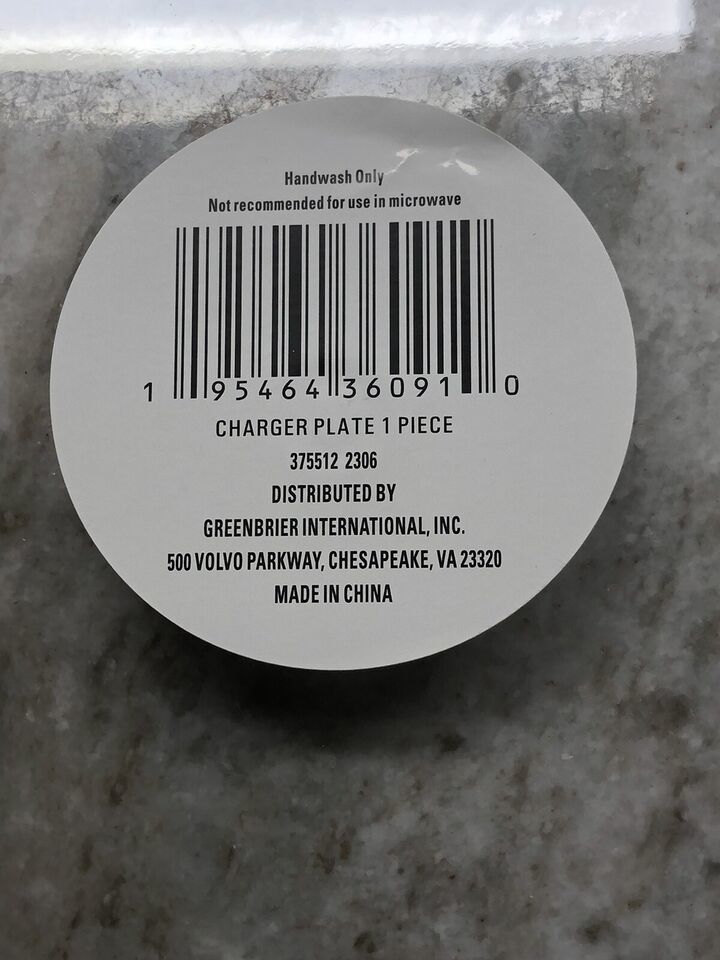 Handwash Only
Not recommended for use in microwave
1 95464 36091 0
CHARGER PLATE 1 PIECE
375512 2306
DISTRIBUTED BY
GREENBRIER INTERNATIONAL, INC.
500 VOLVO PARKWAY, CHESAPEAKE, VA 23320
MADE IN CHINA